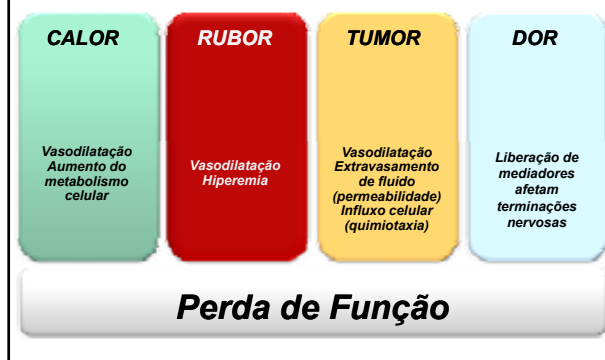 CALOR
Vasodilatação
Aumento do
metabolismo
celular
RUBOR
Vasodilatação
Hiperemia
TUMOR
Vasodilatação
Extravasamento
de fluido
(permeabilidade)
Influxo celular
(quimiotaxia)
DOR
Liberação de
mediadores
afetam
terminações
nervosas
Perda de Função